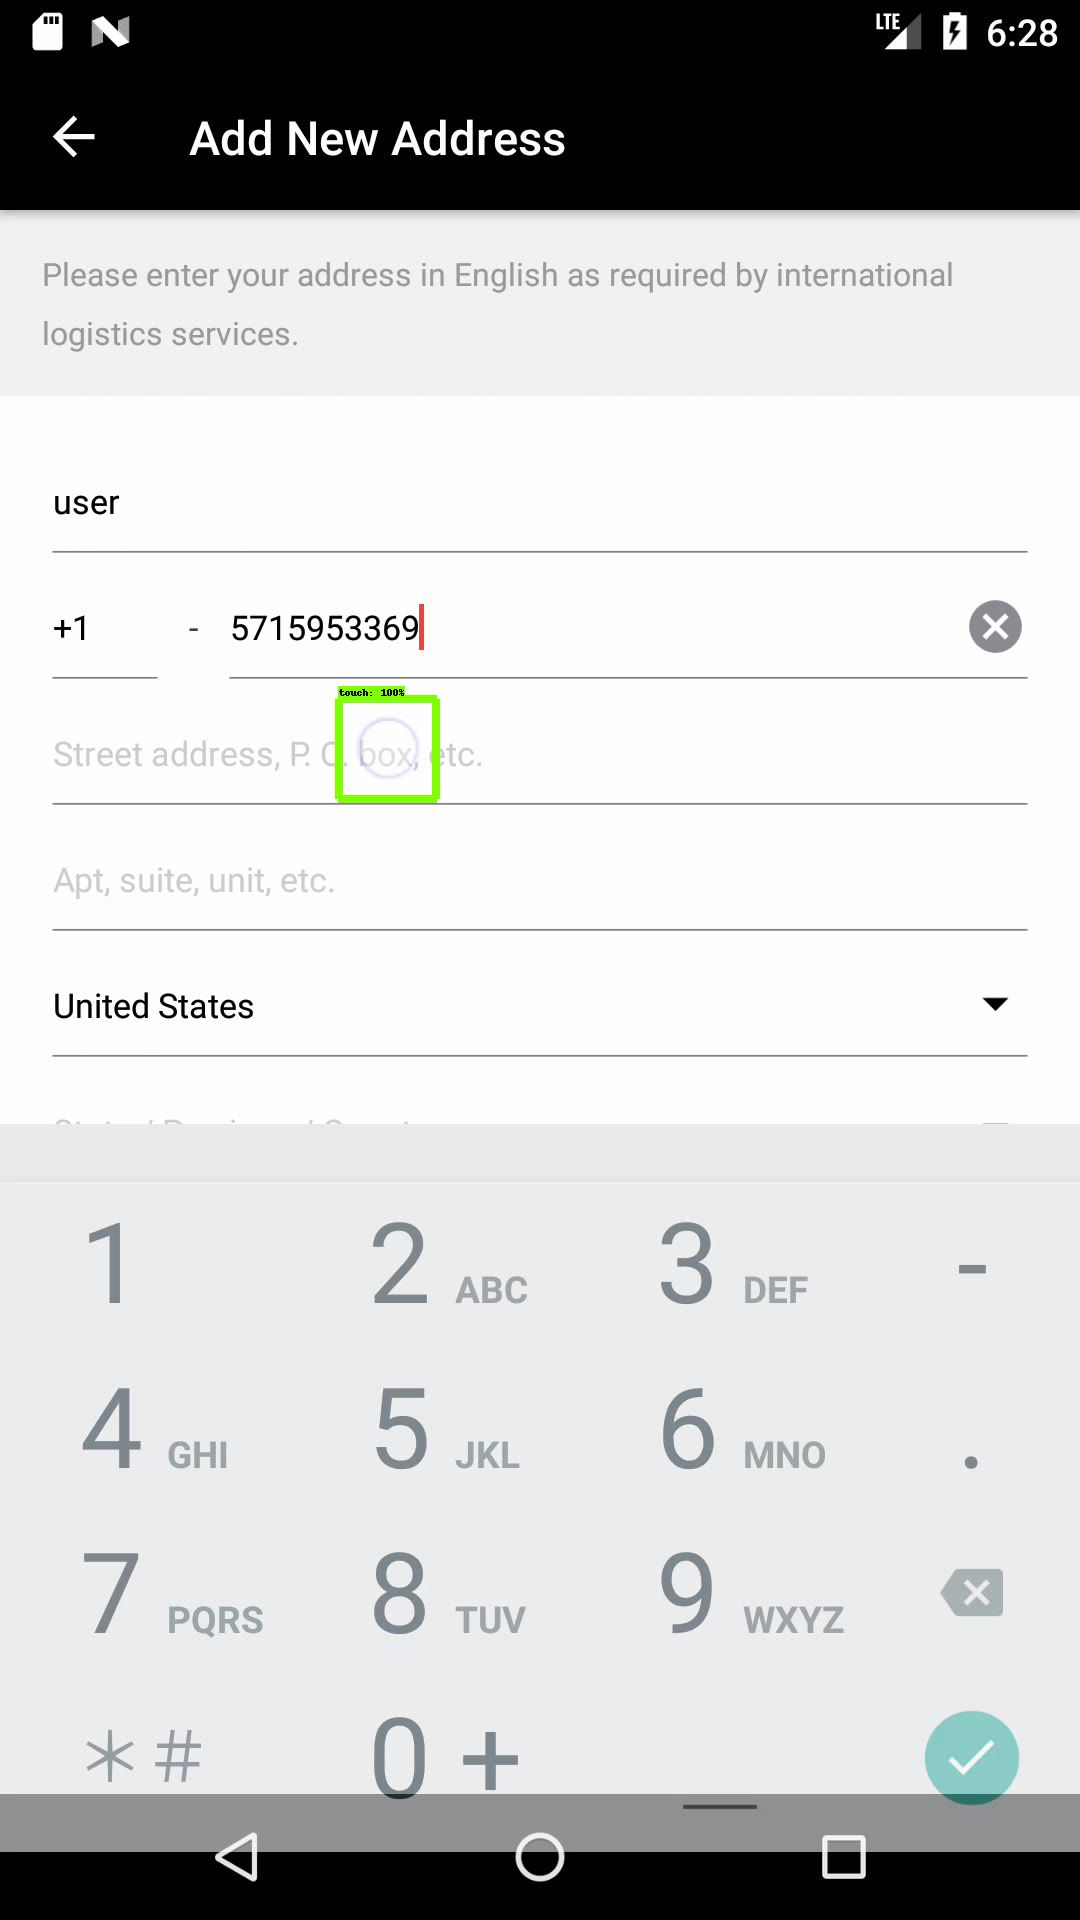 LTE 6:28
Add New Address
Please enter your address in English as required by international
logistics services.
user
+1 - 5715953369
touch: 100%
Street address, P. O. box, etc.
Apt, suite, unit, etc.
United States
1 2 ABC 3 DEF -
4 GHI 5 JKL 6 MNO .
7 PQRS 8 TUV 9 WXYZ
* # 0 +